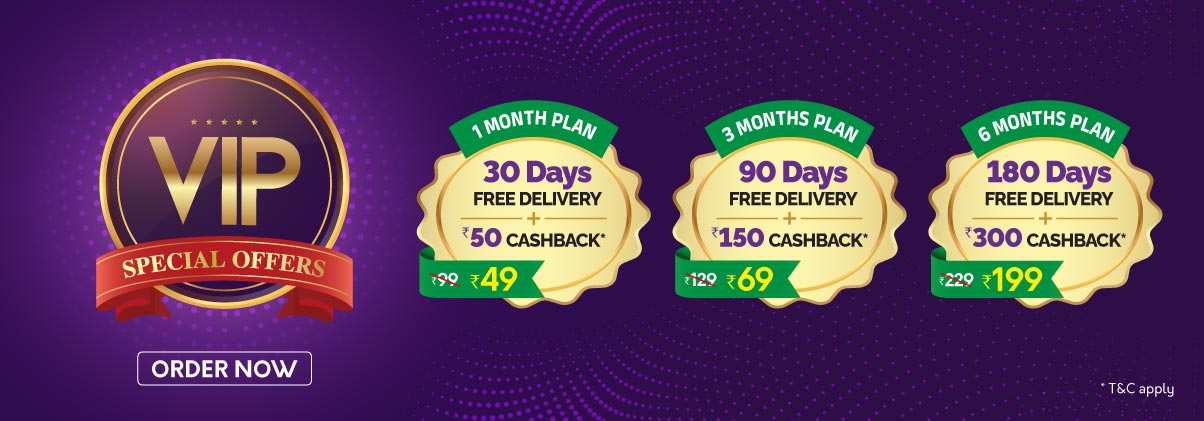 VIP
SPECIAL OFFERS
ORDER NOW
1 MONTH PLAN
30 Days
FREE DELIVERY
+
₹50 CASHBACK*
₹99 ₹49
3 MONTHS PLAN
90 Days
FREE DELIVERY
+
₹150 CASHBACK*
₹129 ₹69
6 MONTHS PLAN
180 Days
FREE DELIVERY
+
₹300 CASHBACK*
₹229 ₹199
* T&C apply